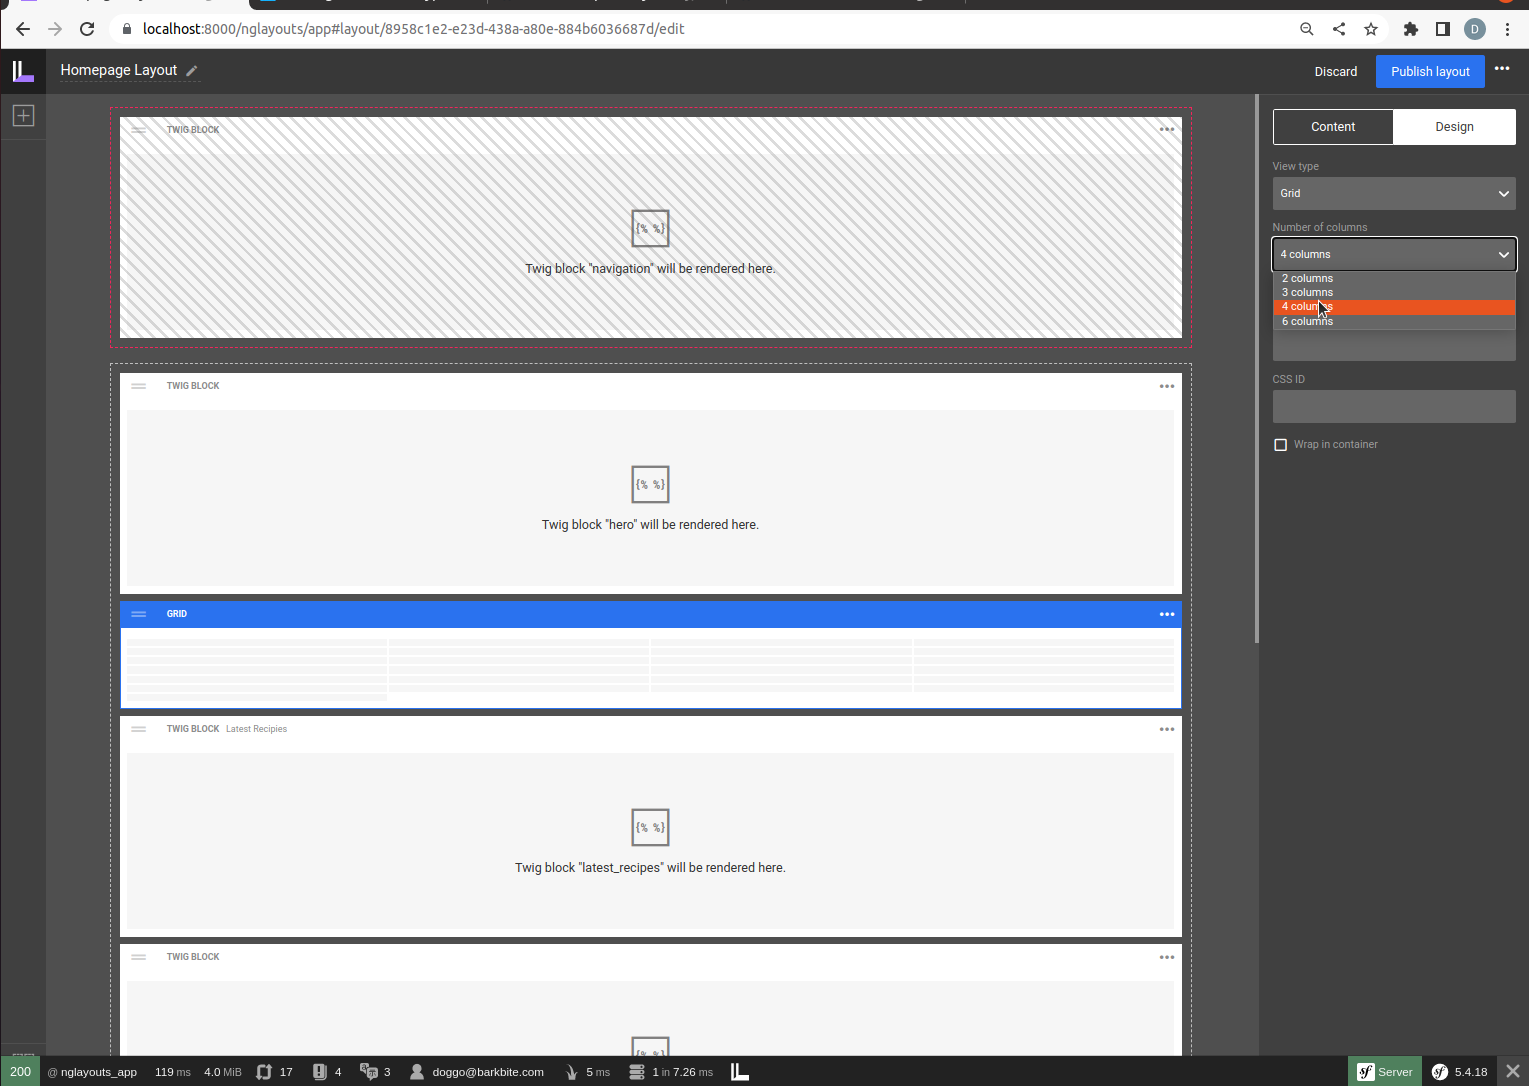 localhost:8000/nglayouts/app#layout/8958c1e2-e23d-438a-a80e-884b6036687d/edit
D
Homepage Layout
Discard
Publish layout
TWIG BLOCK
{% %}
Twig block "navigation" will be rendered here.
TWIG BLOCK
{% %}
Twig block "hero" will be rendered here.
GRID
TWIG BLOCK Latest Recipies
{% %}
Twig block "latest_recipes" will be rendered here.
TWIG BLOCK
{% %}
Content
Design
View type
Grid
Number of columns
4 columns
2 columns
3 columns
4 columns
6 columns
CSS ID
Wrap in container
200 @ nglayouts_app 119 ms 4.0 MiB 17 4 3 doggo@barkbite.com 5 ms 1 in 7.26 ms sf Server sf 5.4.18